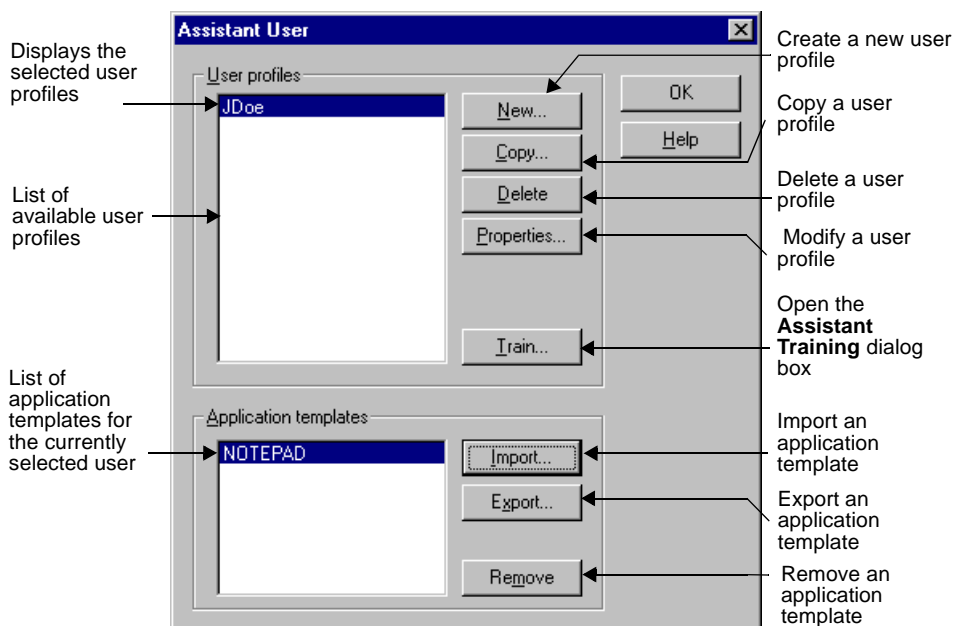 Displays the
selected user
profiles
List of
available user
profiles
List of
application
templates for
the currently
selected user
Assistant User
User profiles
JDoe
New...
Copy...
Delete
Properties...
Train...
OK
Help
Application templates
NOTEPAD
Import...
Export...
Remove
Create a new user
profile
Copy a user
profile
Delete a user
profile
Modify a user
profile
Open the
Assistant
Training dialog
box
Import an
application
template
Export an
application
template
Remove an
application
template